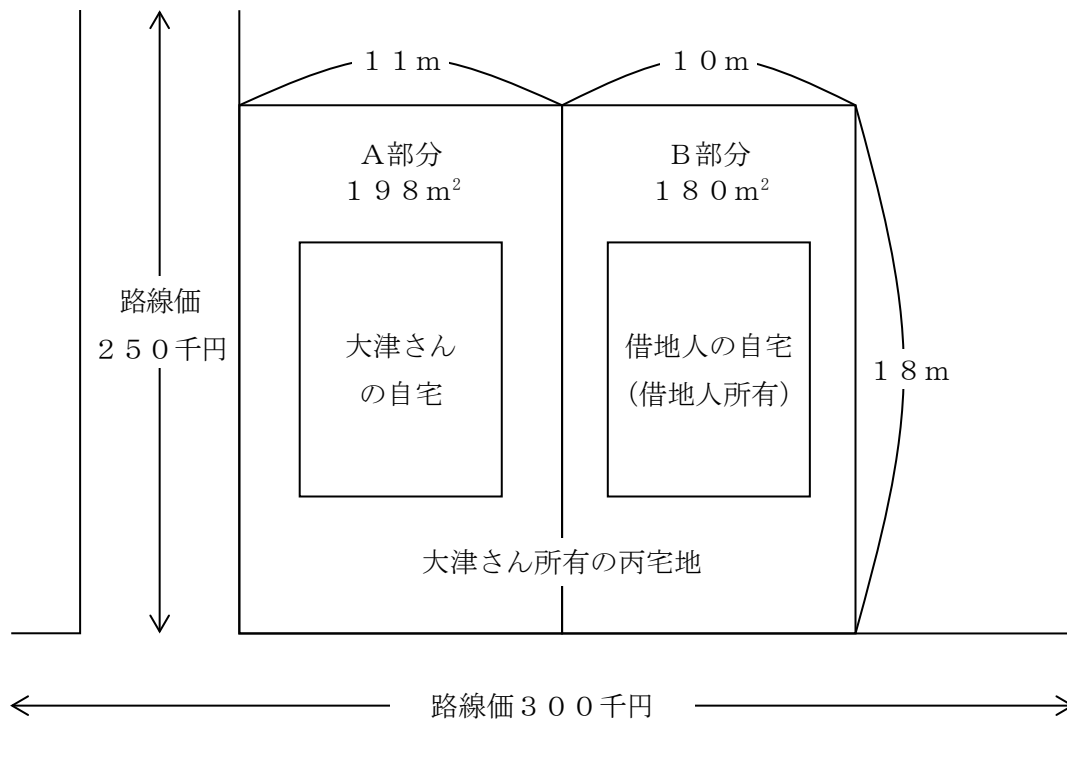 １１ｍ
１０ｍ
Ａ部分
１９８ｍ²
Ｂ部分
１８０ｍ²
路線価
２５０千円
大津さん
の自宅
借地人の自宅
（借地人所有）
１８ｍ
大津さん所有の丙宅地
路線価３００千円